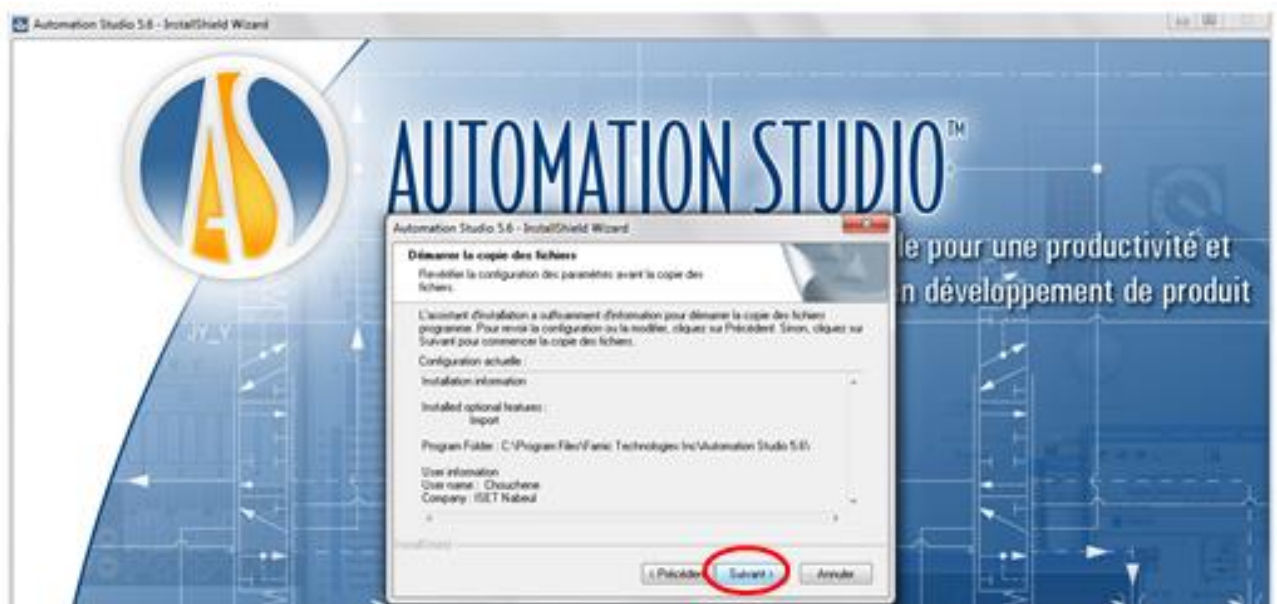 Automation Studio 5.6 - InstallShield Wizard
AS
AUTOMATION STUDIO™
le pour une productivité et
n développement de produit
JY_V
Automation Studio 5.6 - InstallShield Wizard
Démarrer la copie des fichiers
Revérifier la configuration des paramètres avant la copie des
fichiers.
L'assistant d'installation a suffisamment d'information pour démarrer la copie des fichiers
programme. Pour revoir la configuration ou la modifier, cliquez sur Précédent. Sinon, cliquez sur
Suivant pour commencer la copie des fichiers.
Configuration actuelle :
Installation information
Installed optional features :
Import
Program Folder : C:\Program Files\Famic Technologies Inc\Automation Studio 5.6\
User information
User name : Chouchene
Company : ISET Nabeul
InstallShield
< Précédent
Suivant >
Annuler